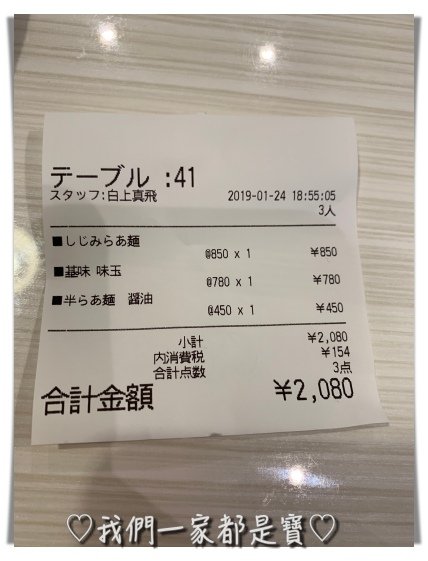 テーブル :41
スタッフ:白上真飛 2019-01-24 18:55:05
3人
■しじみらあ麺
@850 x 1 ¥850
■基味 味玉
@780 x 1 ¥780
■半らあ麺 醤油
@450 x 1 ¥450
小計 ¥2,080
内消費税 ¥154
合計点数 3点
合計金額 ¥2,080
♡我們一家都是寶♡